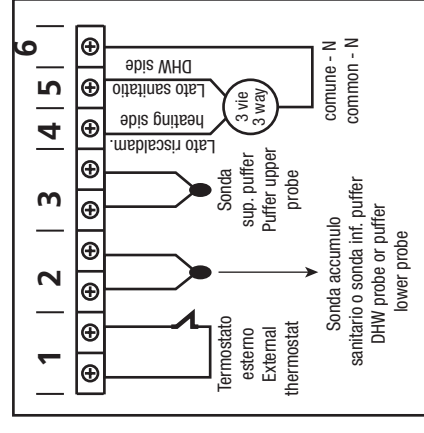 1
2
3
4
5
6
Termostato
esterno
External
thermostat
Sonda accumulo
sanitario o sonda inf. puffer
DHW probe or puffer
lower probe
Sonda
sup. puffer
Puffer upper
probe
Lato riscaldam.
heating side
Lato sanitatio
DHW side
3 vie
3 way
comune - N
common - N